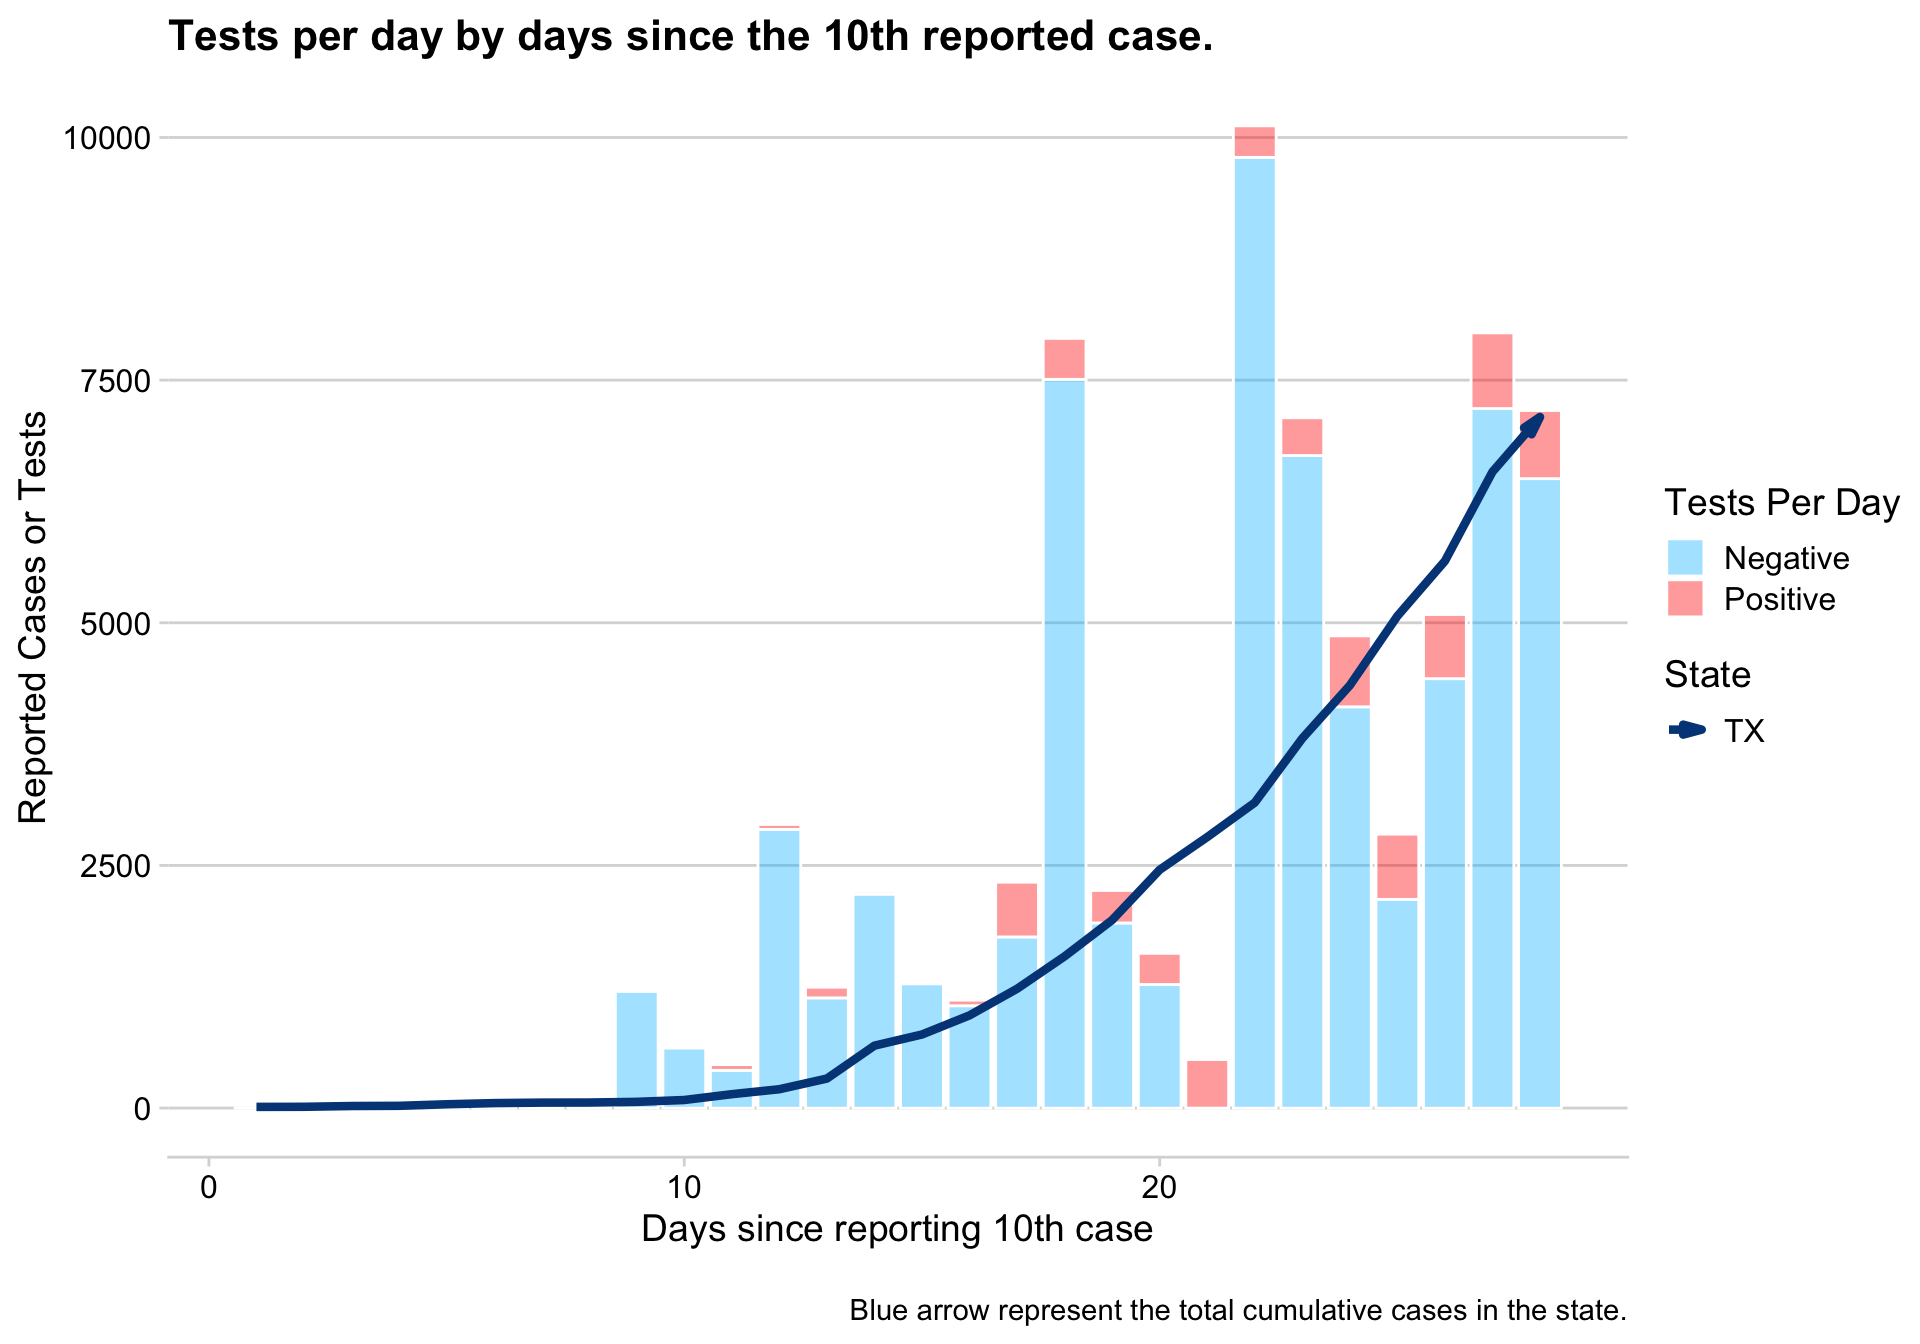 Tests per day by days since the 10th reported case.
10000
7500
5000
2500
0
Reported Cases or Tests
0
10
20
Days since reporting 10th case
Tests Per Day
Negative
Positive
State
TX
Blue arrow represent the total cumulative cases in the state.